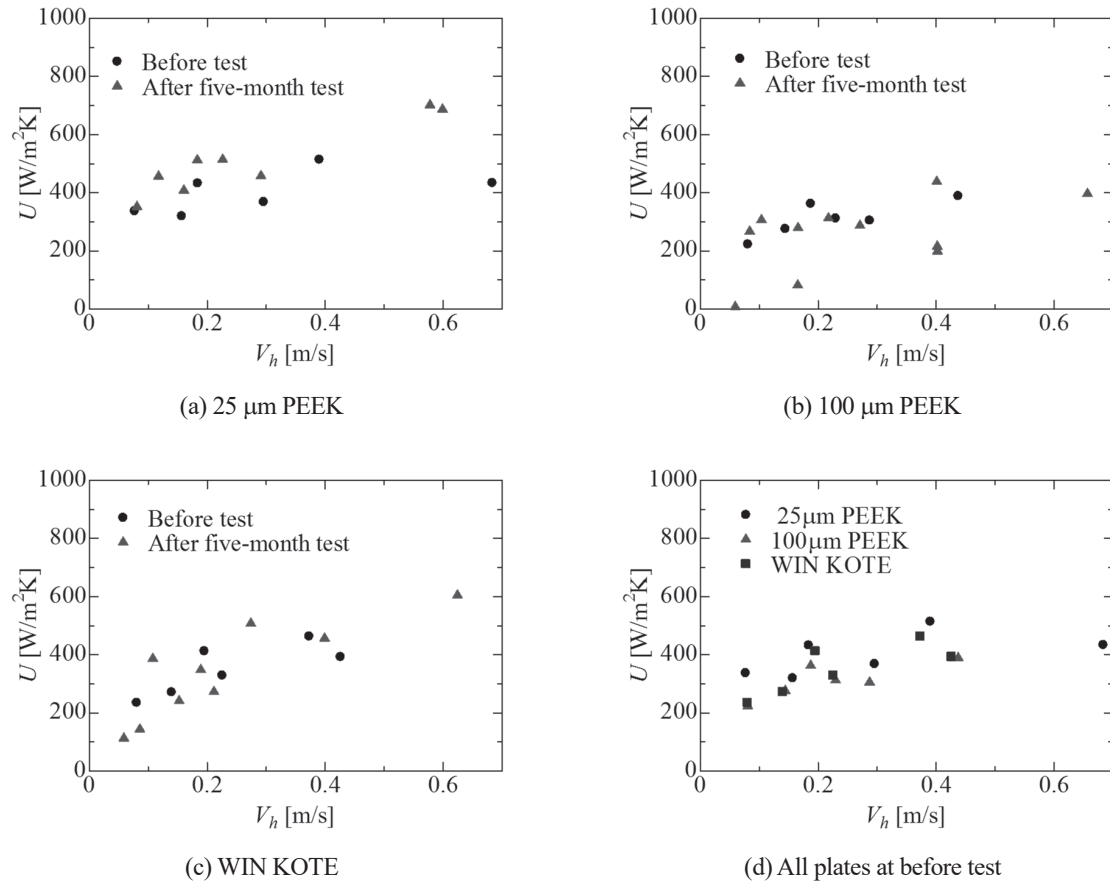 1000
800
600
400
200
0
U [W/m²K]
Before test
After five-month test
0
0.2
0.4
0.6
V_h [m/s]
(a) 25 μm PEEK
1000
800
600
400
200
0
U [W/m²K]
Before test
After five-month test
0
0.2
0.4
0.6
V_h [m/s]
(b) 100 μm PEEK
1000
800
600
400
200
0
U [W/m²K]
Before test
After five-month test
0
0.2
0.4
0.6
V_h [m/s]
(c) WIN KOTE
1000
800
600
400
200
0
U [W/m²K]
25μm PEEK
100μm PEEK
WIN KOTE
0
0.2
0.4
0.6
V_h [m/s]
(d) All plates at before test